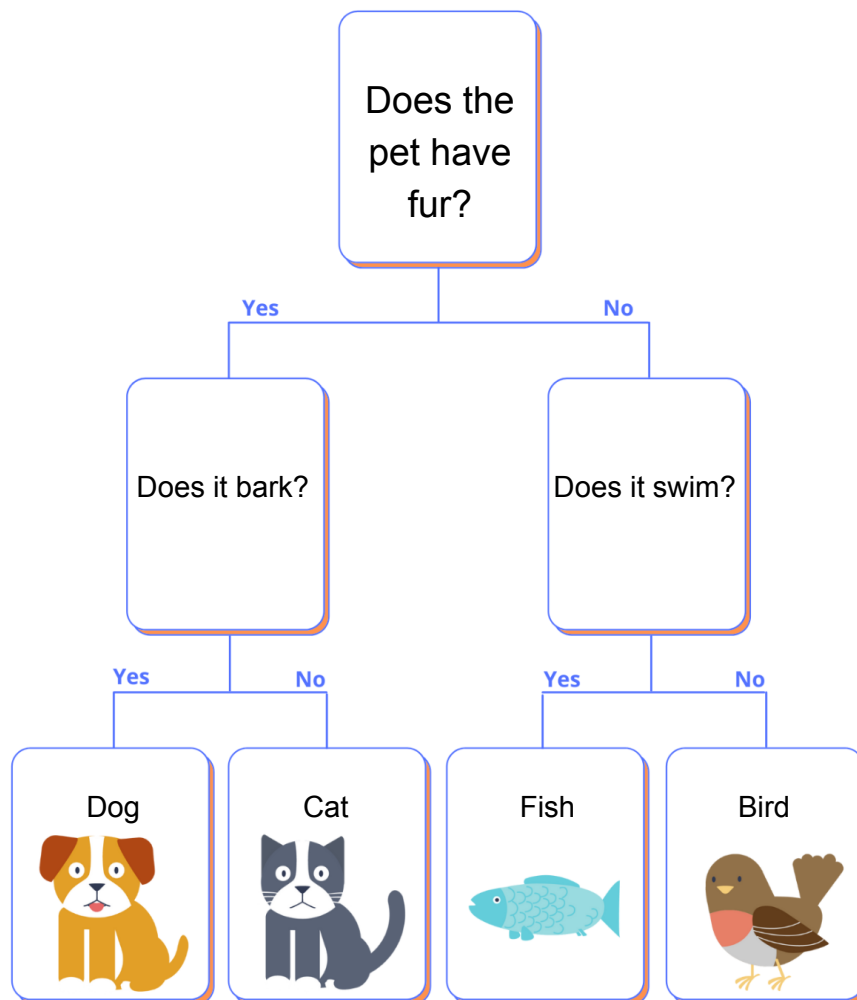 Does the
pet have
fur?
Yes
No
Does it bark?
Does it swim?
Yes
No
Yes
No
Dog
Cat
Fish
Bird